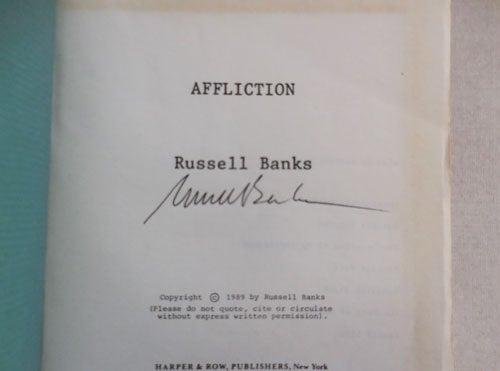 AFFLICTION
Russell Banks
Russell Banks
Copyright © 1989 by Russell Banks
(Please do not quote, cite or circulate
without express written permission).
HARPER & ROW, PUBLISHERS, New York